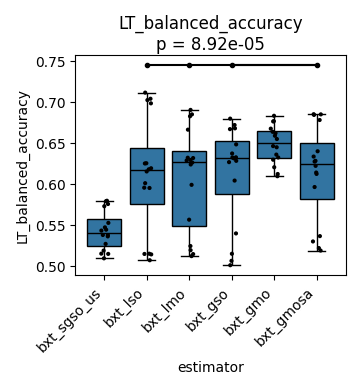 LT_balanced_accuracy
p = 8.92e-05
LT_balanced_accuracy
0.75
0.70
0.65
0.60
0.55
0.50
bxt_sgso_us
bxt_lso
bxt_lmo
bxt_gso
bxt_gmo
bxt_gmosa
estimator